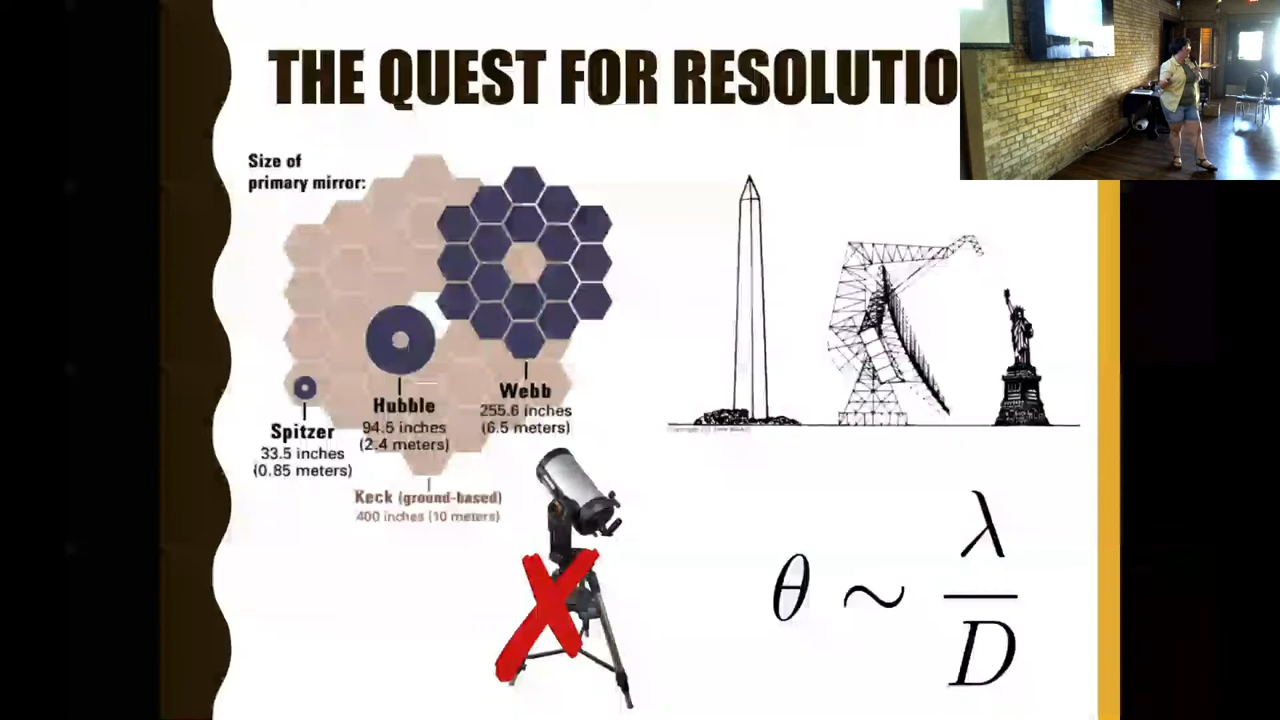 THE QUEST FOR RESOLUTIO
Size of
primary mirror:
Spitzer
33.5 inches
(0.85 meters)
Hubble
94.5 inches
(2.4 meters)
Webb
255.6 inches
(6.5 meters)
Keck (ground-based)
400 inches (10 meters)
θ ~ λ
D